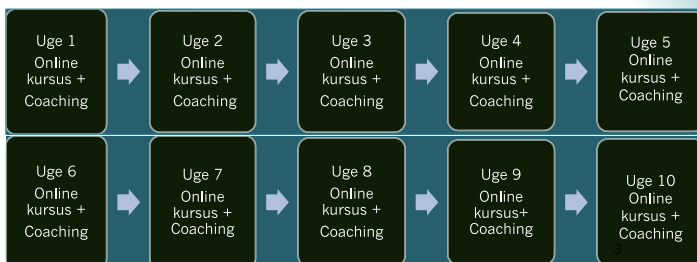 Uge 1
Online
kursus +
Coaching
Uge 2
Online
kursus +
Coaching
Uge 3
Online
kursus +
Coaching
Uge 4
Online
kursus +
Coaching
Uge 5
Online
kursus +
Coaching
Uge 6
Online
kursus +
Coaching
Uge 7
Online
kursus +
Coaching
Uge 8
Online
kursus +
Coaching
Uge 9
Online
kursus+
Coaching
Uge 10
Online
kursus +
Coaching
3